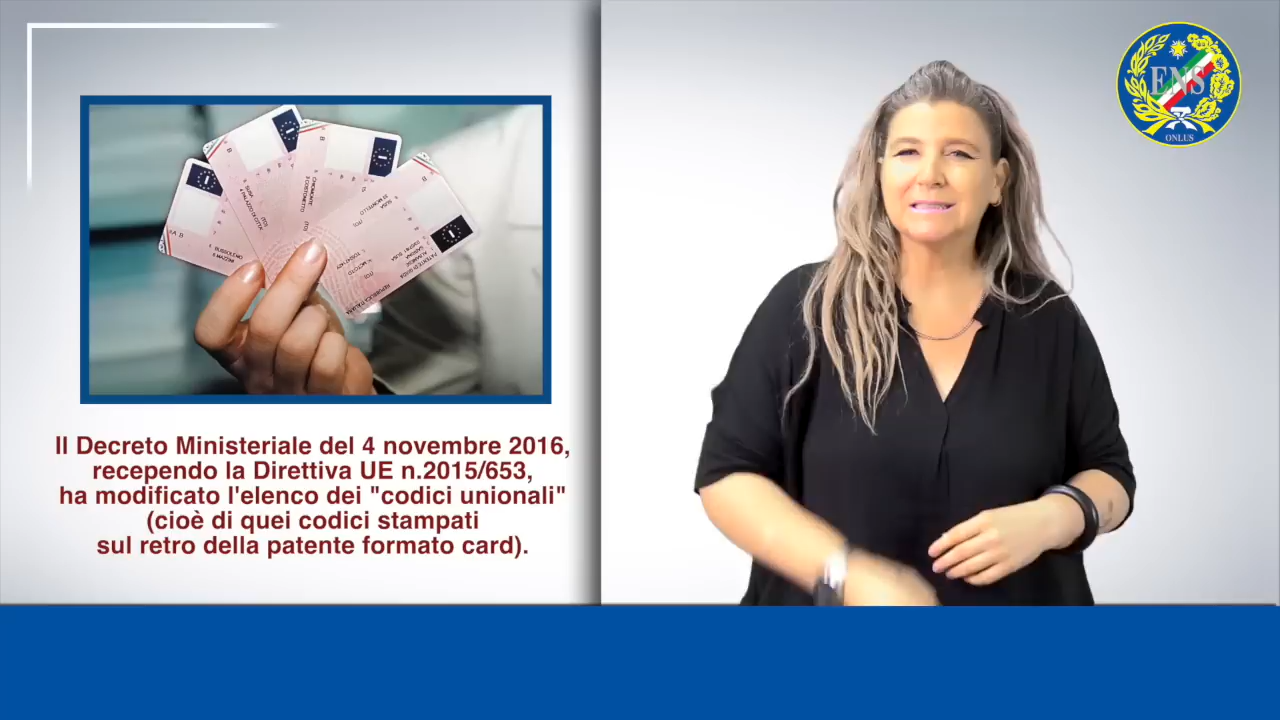 ENS
ONLUS
Il Decreto Ministeriale del 4 novembre 2016,
recependo la Direttiva UE n.2015/653,
ha modificato l'elenco dei "codici unionali"
(cioè di quei codici stampati
sul retro della patente formato card).